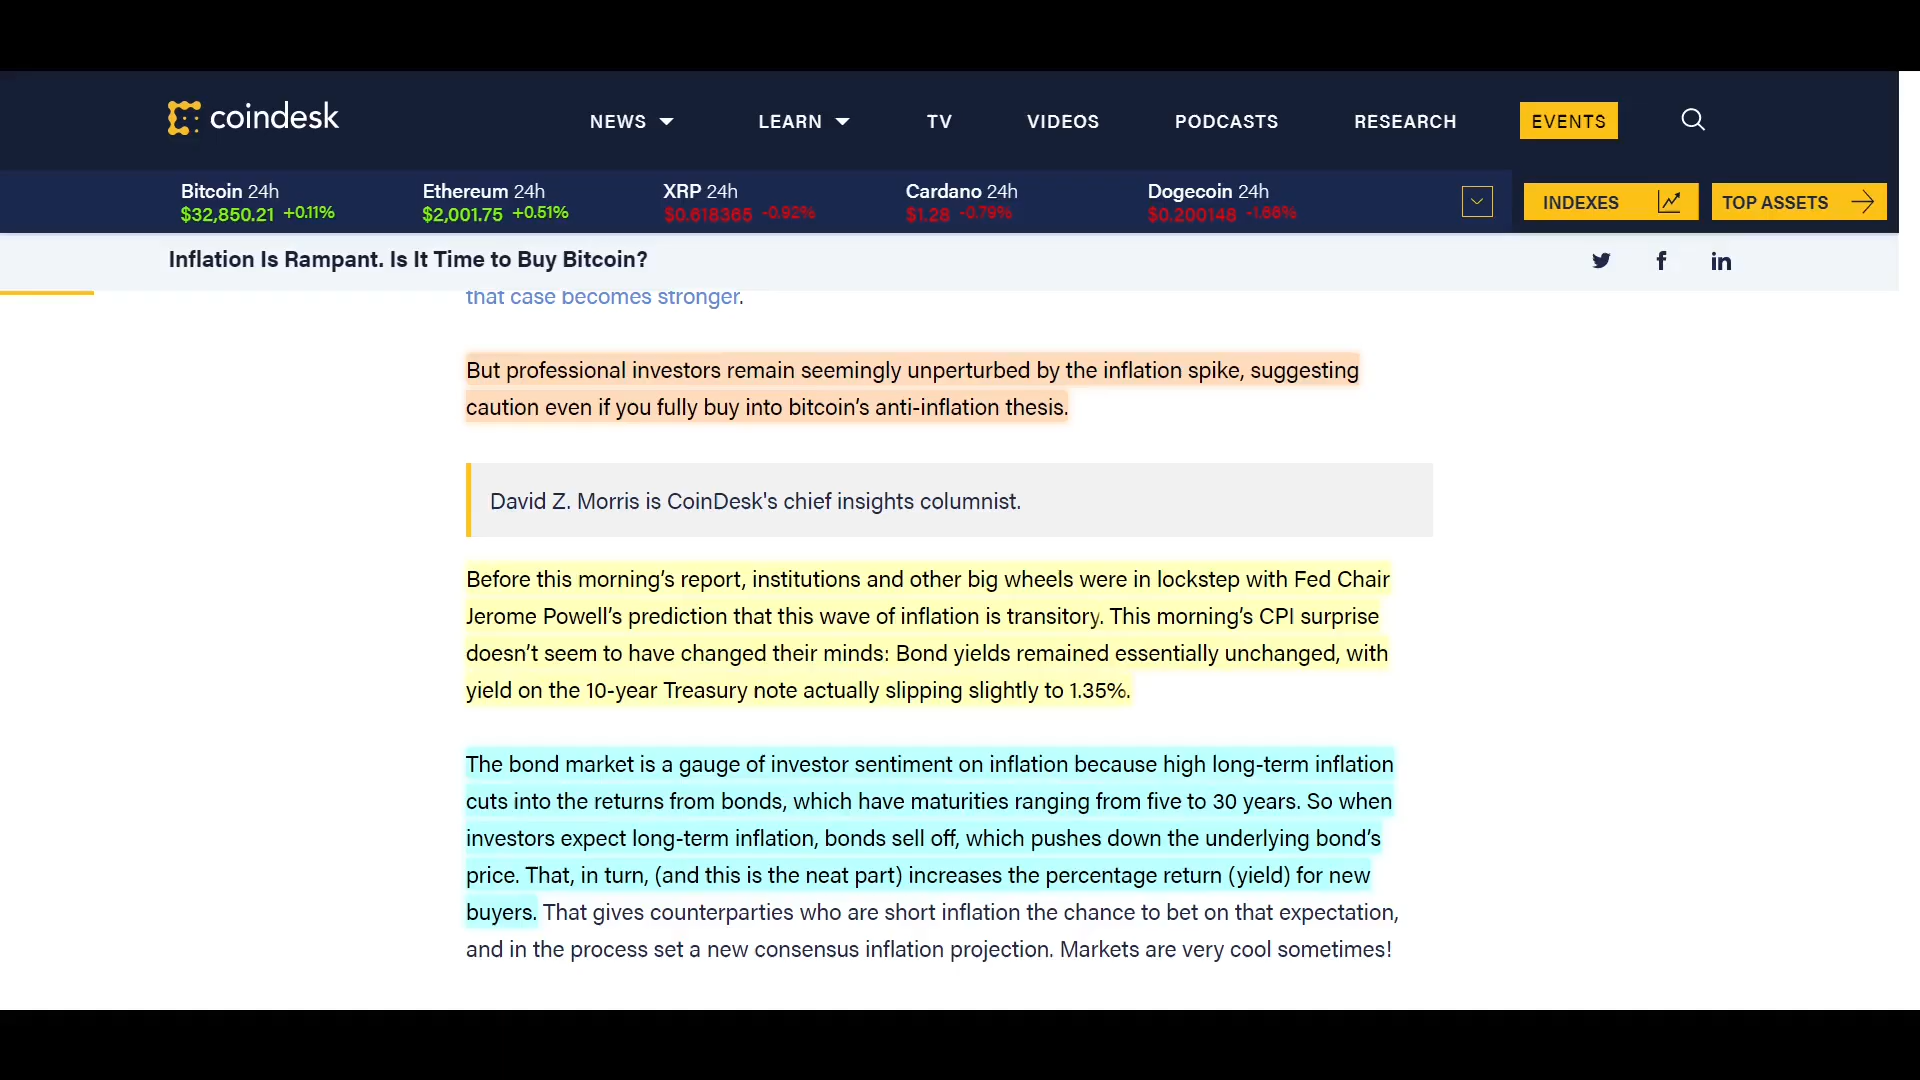 coindesk
NEWS LEARN TV VIDEOS PODCASTS RESEARCH EVENTS
Bitcoin 24h Ethereum 24h XRP 24h Cardano 24h Dogecoin 24h
$32,850.21 +0.11% $2,001.75 +0.51% $0.618365 -0.92% $1.28 -0.79% $0.200148 -1.66% INDEXES TOP ASSETS
Inflation Is Rampant. Is It Time to Buy Bitcoin?
that case becomes stronger.
But professional investors remain seemingly unperturbed by the inflation spike, suggesting
caution even if you fully buy into bitcoin’s anti-inflation thesis.
David Z. Morris is CoinDesk's chief insights columnist.
Before this morning’s report, institutions and other big wheels were in lockstep with Fed Chair
Jerome Powell’s prediction that this wave of inflation is transitory. This morning’s CPI surprise
doesn’t seem to have changed their minds: Bond yields remained essentially unchanged, with
yield on the 10-year Treasury note actually slipping slightly to 1.35%.
The bond market is a gauge of investor sentiment on inflation because high long-term inflation
cuts into the returns from bonds, which have maturities ranging from five to 30 years. So when
investors expect long-term inflation, bonds sell off, which pushes down the underlying bond’s
price. That, in turn, (and this is the neat part) increases the percentage return (yield) for new
buyers. That gives counterparties who are short inflation the chance to bet on that expectation,
and in the process set a new consensus inflation projection. Markets are very cool sometimes!